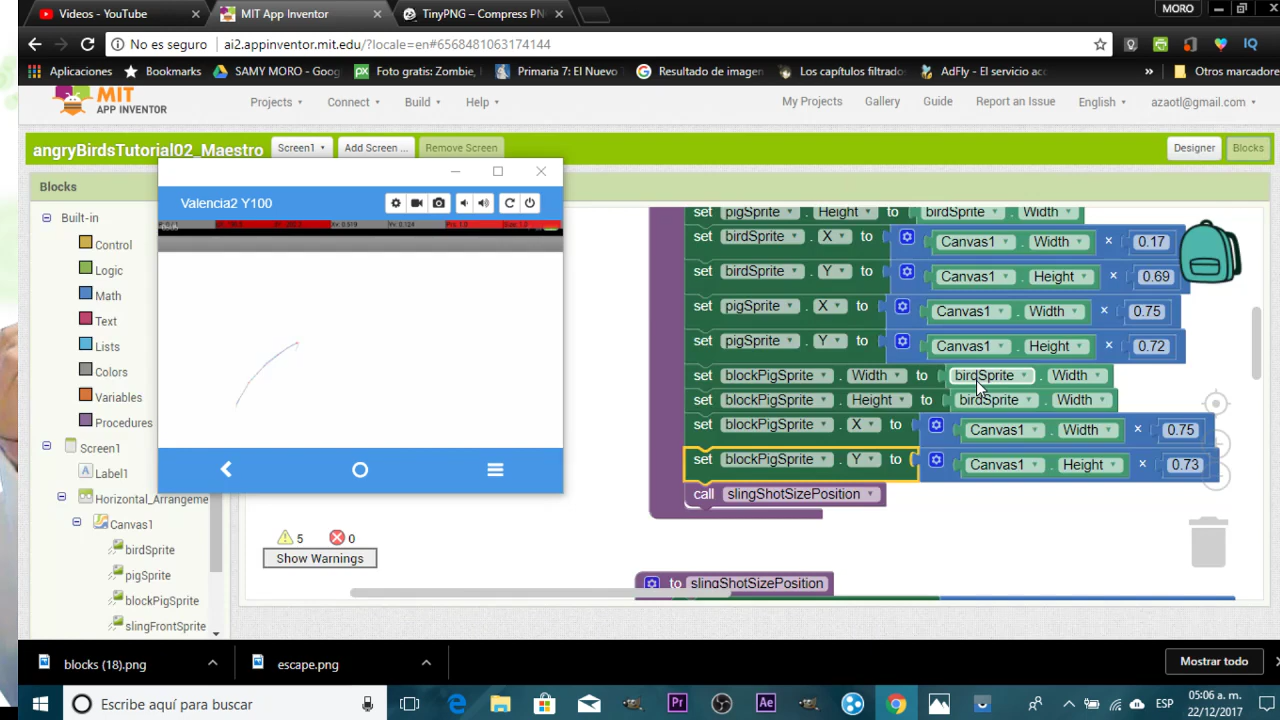 Videos - YouTube
MIT App Inventor
TinyPNG – Compress PN
MORO
No es seguro
ai2.appinventor.mit.edu/?locale=en#6568481063174144
IQ
Aplicaciones
Bookmarks
SAMY MORO - Goog
px
Foto gratis: Zombie,
Primaria 7: El Nuevo T
Resultado de imagen
Los capítulos filtrados
AdFly - El servicio aco
»
Otros marcadores
MIT
APP INVENTOR
Projects
Connect
Build
Help
My Projects
Gallery
Guide
Report an Issue
English
azaotl@gmail.com
angryBirdsTutorial02_Maestro
Screen1
Add Screen ...
Remove Screen
Designer
Blocks
Blocks
Built-in
Control
Logic
Math
Text
Lists
Colors
Variables
Procedures
Screen1
Label1
Horizontal_Arrangeme
Canvas1
birdSprite
pigSprite
blockPigSprite
slingFrontSprite
Valencia2 Y100
set pigSprite . Height to birdSprite . Width
set birdSprite . X to Canvas1 . Width × 0.17
set birdSprite . Y to Canvas1 . Height × 0.69
set pigSprite . X to Canvas1 . Width × 0.75
set pigSprite . Y to Canvas1 . Height × 0.72
set blockPigSprite . Width to birdSprite . Width
set blockPigSprite . Height to birdSprite . Width
set blockPigSprite . X to Canvas1 . Width × 0.75
set blockPigSprite . Y to Canvas1 . Height × 0.73
call slingShotSizePosition
to slingShotSizePosition
5
0
Show Warnings
blocks (18).png
escape.png
Mostrar todo
Escribe aquí para buscar
Pr
Ae
ESP
05:06 a. m.
22/12/2017